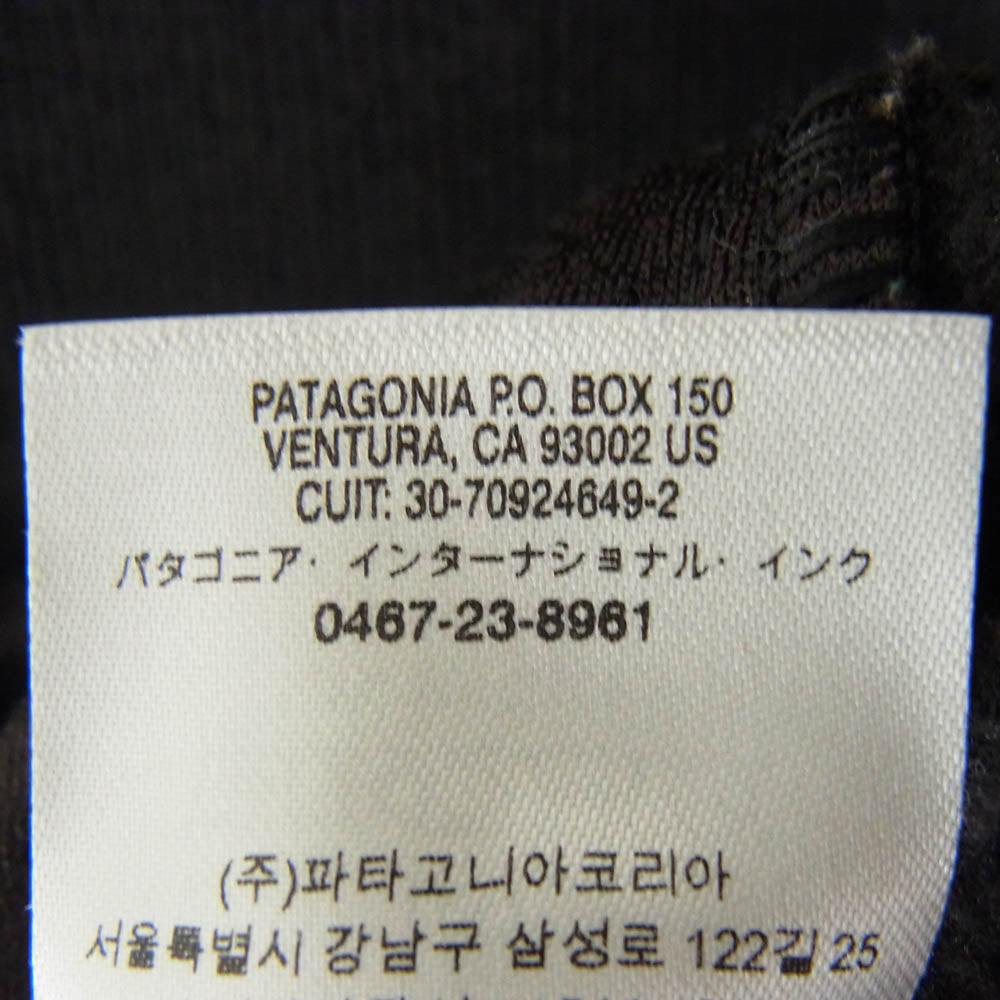 PATAGONIA P.O. BOX 150
VENTURA, CA 93002 US
CUIT: 30-70924649-2
パタゴニア・インターナショナル・インク
0467-23-8961
(주)파타고니아코리아
서울특별시 강남구 삼성로 122길 25